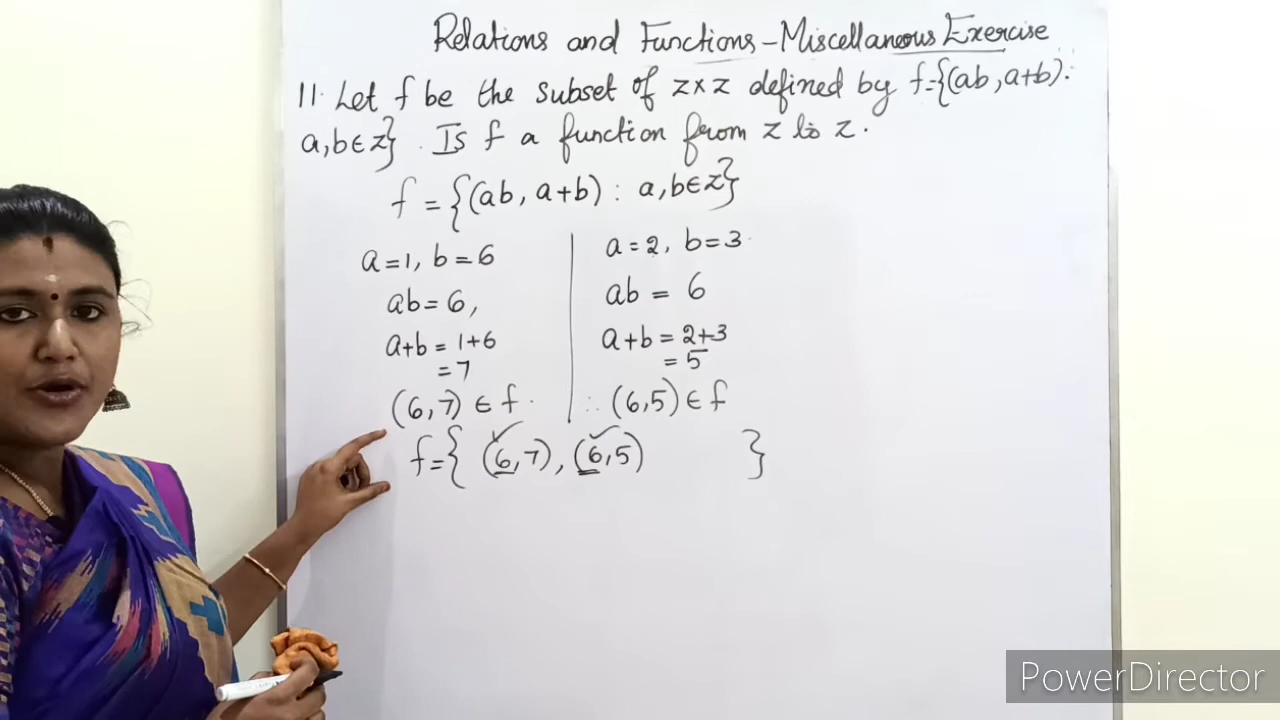 Relations and Functions - Miscellaneous Exercise
11. Let f be the subset of z×z defined by f={(ab, a+b):
a,b∈z}. Is f a function from z to z.
f = {(ab, a+b) : a,b∈z}
a=1, b=6
ab=6,
a+b = 1+6
=7
(6,7) ∈ f.
a=2, b=3
ab = 6
a+b = 2+3
= 5
∴ (6,5) ∈ f
f={ (6,7), (6,5) }
PowerDirector